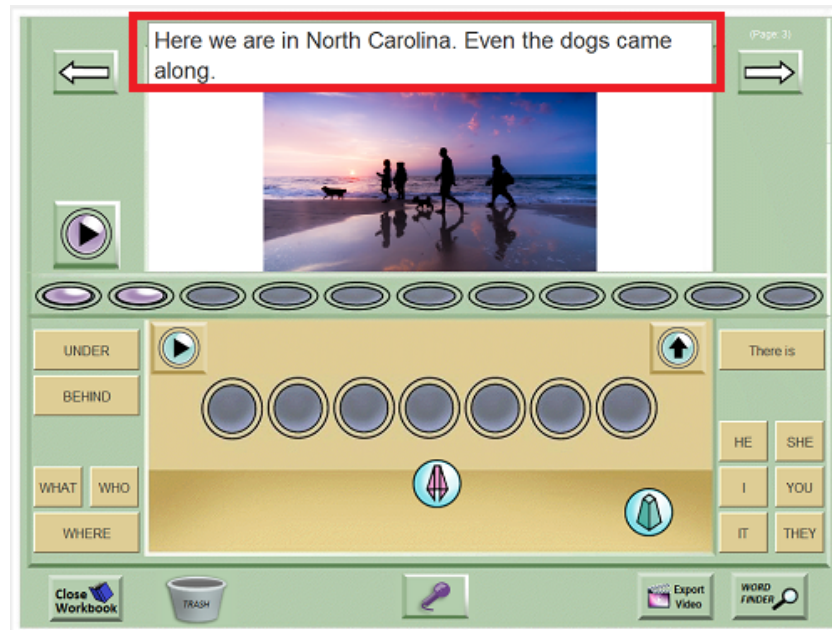 (Page: 3)
Here we are in North Carolina. Even the dogs came
along.
UNDER
BEHIND
WHAT
WHO
WHERE
There is
HE
SHE
I
YOU
IT
THEY
Close
Workbook
TRASH
Export
Video
WORD
FINDER